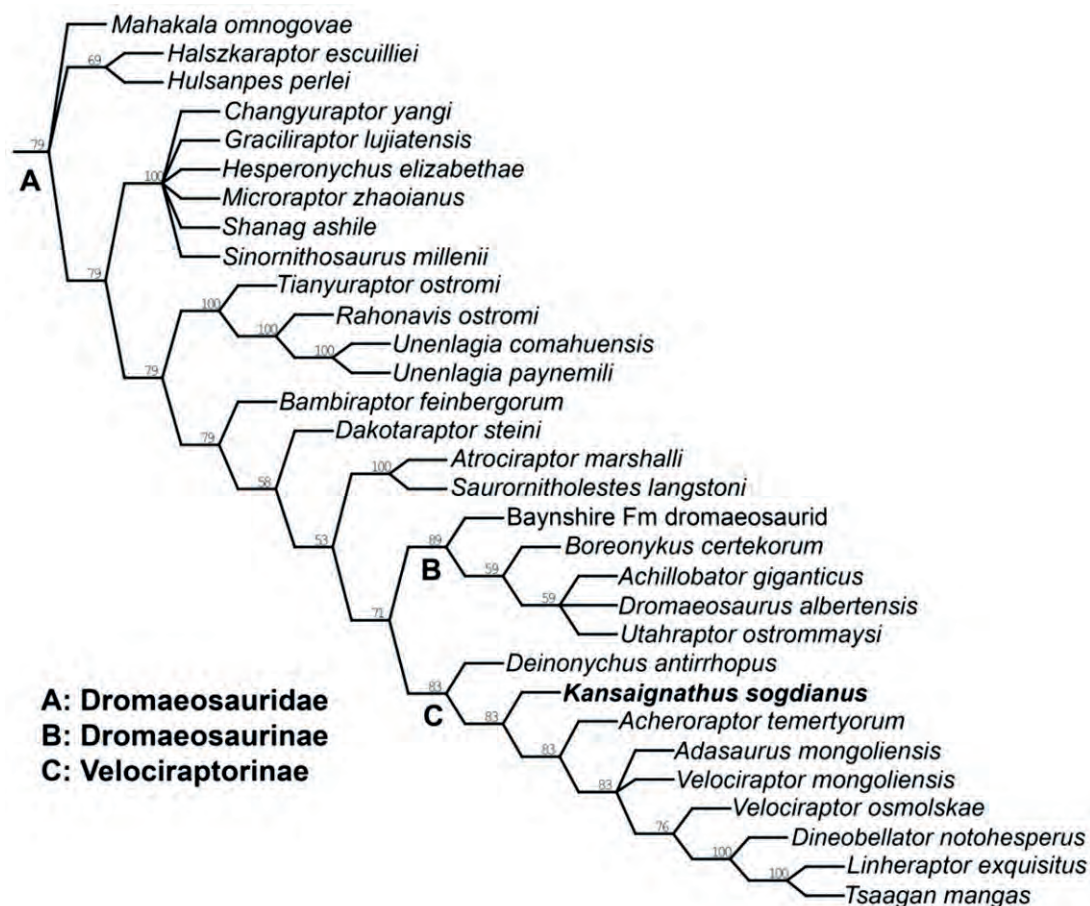 Mahakala omnogovae
Halszkaraptor escuilliei
69
Hulsanpes perlei
Changyuraptor yangi
Graciliraptor lujiatensis
79
Hesperonychus elizabethae
A
100
Microraptor zhaoianus
Shanag ashile
Sinornithosaurus millenii
79
Tianyuraptor ostromi
100
Rahonavis ostromi
100
Unenlagia comahuensis
100
Unenlagia paynemili
79
Bambiraptor feinbergorum
79
Dakotaraptor steini
Atrociraptor marshalli
100
58
Saurornitholestes langstoni
Baynshire Fm dromaeosaurid
53
89
Boreonykus certekorum
B
59
Achillobator giganticus
59
Dromaeosaurus albertensis
71
Utahraptor ostrommaysi
Deinonychus antirrhopus
83
Kansaignathus sogdianus
C
83
Acheroraptor temertyorum
83
Adasaurus mongoliensis
83
Velociraptor mongoliensis
Velociraptor osmolskae
76
Dineobellator notohesperus
100
Linheraptor exquisitus
100
Tsaagan mangas
A: Dromaeosauridae
B: Dromaeosaurinae
C: Velociraptorinae